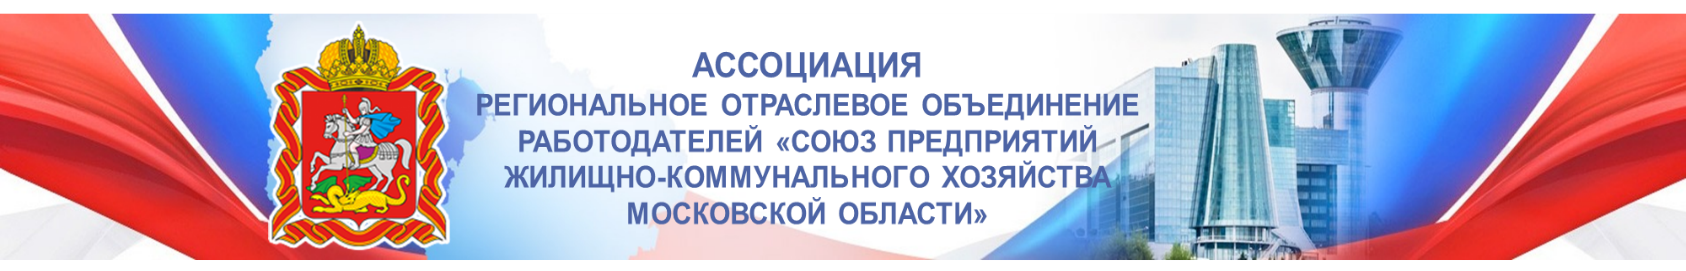 АССОЦИАЦИЯ
РЕГИОНАЛЬНОЕ ОТРАСЛЕВОЕ ОБЪЕДИНЕНИЕ
РАБОТОДАТЕЛЕЙ «СОЮЗ ПРЕДПРИЯТИЙ
ЖИЛИЩНО-КОММУНАЛЬНОГО ХОЗЯЙСТВА
МОСКОВСКОЙ ОБЛАСТИ»